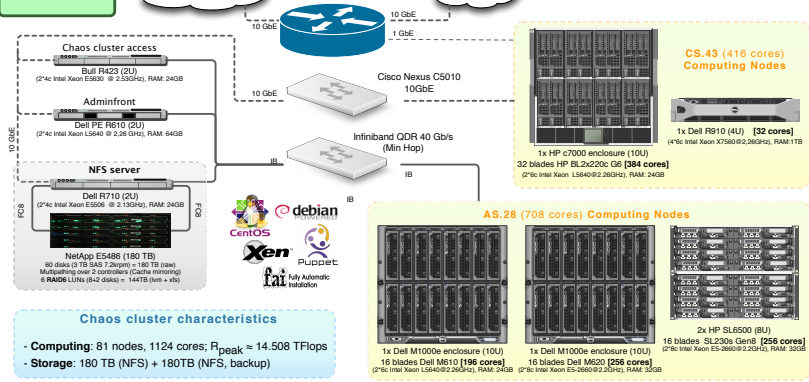 10 GbE
10 GbE
10 GbE
1 GbE
Chaos cluster access
Bull R423 (2U)
(2*4c Intel Xeon E5630 @ 2.53GHz), RAM: 24GB
Adminfront
Dell PE R610 (2U)
(2*4c Intel Xeon L5640 @ 2,26 GHz), RAM: 64GB
10 GbE
Cisco Nexus C5010
10GbE
10 GbE
Infiniband QDR 40 Gb/s
(Min Hop)
IB
IB
IB
NFS server
Dell R710 (2U)
(2*4c Intel Xeon E5506 @ 2.13GHz), RAM: 24GB
FC8
FC8
NetApp E5486 (180 TB)
60 disks (3 TB SAS 7.2krpm) = 180 TB (raw)
Multipathing over 2 controllers (Cache mirroring)
6 RAID6 LUNs (8+2 disks) = 144TB (lvm + xfs)
CentOS
debian
POWERED
Xen
Puppet
fai Fully Automatic
Installation
CS.43 (416 cores)
Computing Nodes
1x Dell R910 (4U) [32 cores]
(4*6c Intel Xeon X7560@2,26GHz), RAM:1TB
1x HP c7000 enclosure (10U)
32 blades HP BL2x220c G6 [384 cores]
(2*6c Intel Xeon L5640@2.26GHz), RAM: 24GB
AS.28 (708 cores) Computing Nodes
1x Dell M1000e enclosure (10U)
16 blades Dell M610 [196 cores]
(2*6c Intel Xeon L5640@2.26GHz), RAM: 24GB
1x Dell M1000e enclosure (10U)
16 blades Dell M620 [256 cores]
(2*8c Intel Xeon E5-2660@2.2GHz), RAM: 32GB
2x HP SL6500 (8U)
16 blades SL230s Gen8 [256 cores]
(2*8c Intel Xeon E5-2660@2.2GHz), RAM: 32GB
Chaos cluster characteristics
- Computing: 81 nodes, 1124 cores; Rpeak ≈ 14.508 TFlops
- Storage: 180 TB (NFS) + 180TB (NFS, backup)